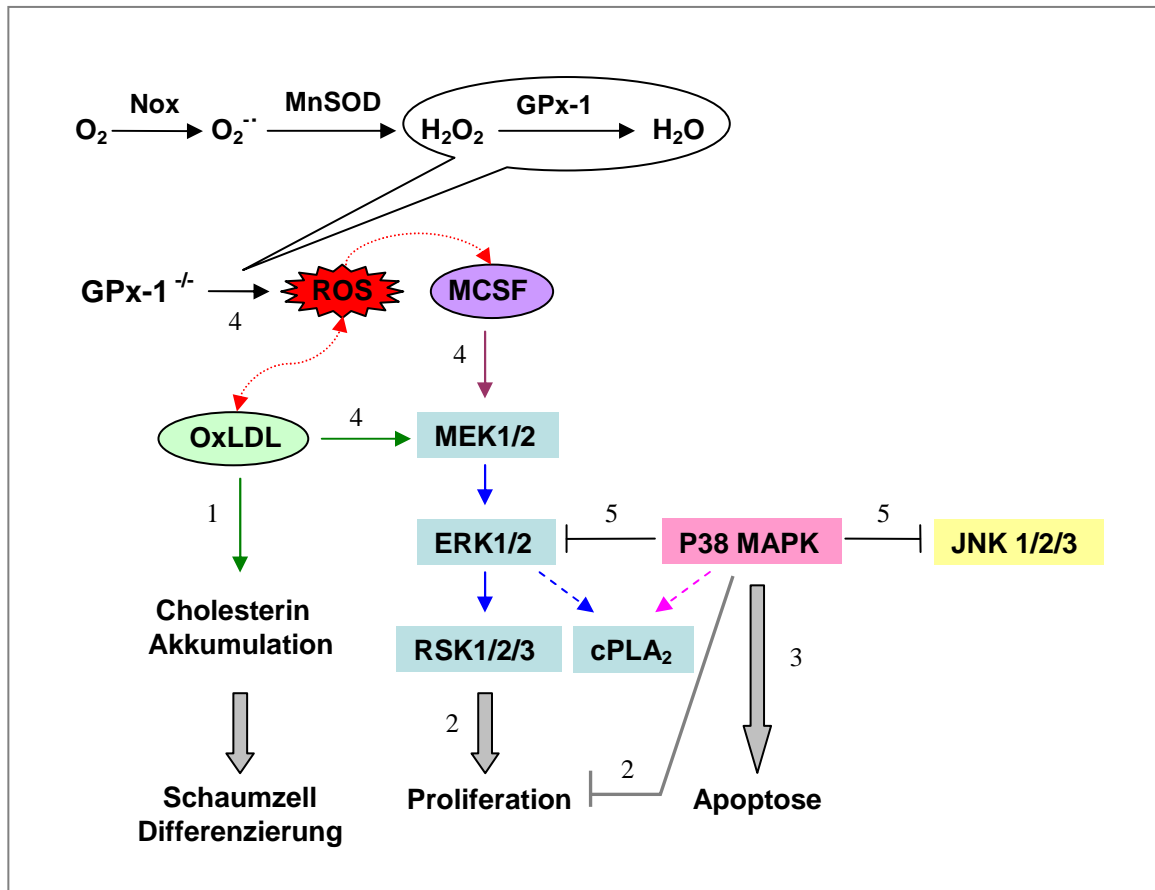 Nox MnSOD GPx-1
O₂ O₂⁻· H₂O₂ H₂O
GPx-1 ⁻/⁻ ROS MCSF
4
4
OxLDL 4 MEK1/2
1
5 5
ERK1/2 P38 MAPK JNK 1/2/3
Cholesterin
Akkumulation
RSK1/2/3 cPLA₂
3
2
2
Schaumzell
Differenzierung
Proliferation
Apoptose